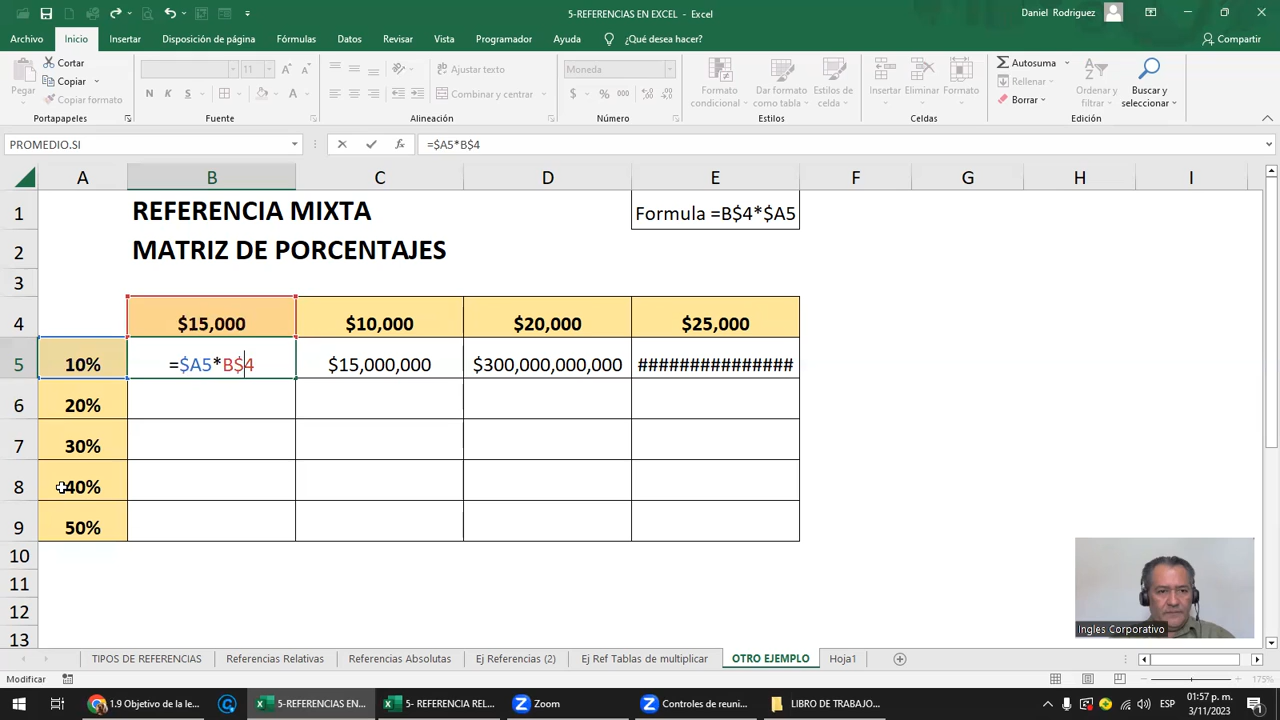 5-REFERENCIAS EN EXCEL - Excel
Daniel Rodriguez
Archivo Inicio Insertar Disposición de página Fórmulas Datos Revisar Vista Programador Ayuda ¿Qué desea hacer? Compartir
Pegar
Cortar
Copiar
Copiar formato
Portapapeles
11
N K S
Fuente
Ajustar texto
Combinar y centrar
Alineación
Moneda
$ % 000
Número
Formato condicional
Dar formato como tabla
Estilos de celda
Estilos
Insertar Eliminar Formato
Celdas
Autosuma
Rellenar
Borrar
Ordenar y filtrar
Buscar y seleccionar
Edición
PROMEDIO.SI
=$A5*B$4
A B C D E F G H I
1 REFERENCIA MIXTA Formula =B$4*$A5
2 MATRIZ DE PORCENTAJES
3
4 $15,000 $10,000 $20,000 $25,000
5 10% =$A5*B$4 $15,000,000 $300,000,000,000 ###############
6 20%
7 30%
8 40%
9 50%
10
11
12
13
Ingles Corporativo
TIPOS DE REFERENCIAS Referencias Relativas Referencias Absolutas Ej Referencias (2) Ej Ref Tablas de multiplicar OTRO EJEMPLO Hoja1
Modificar
175%
1.9 Objetivo de la le...
5-REFERENCIAS EN...
5- REFERENCIA REL...
Zoom
Controles de reuni...
LIBRO DE TRABAJO...
ESP
01:57 p. m.
3/11/2023